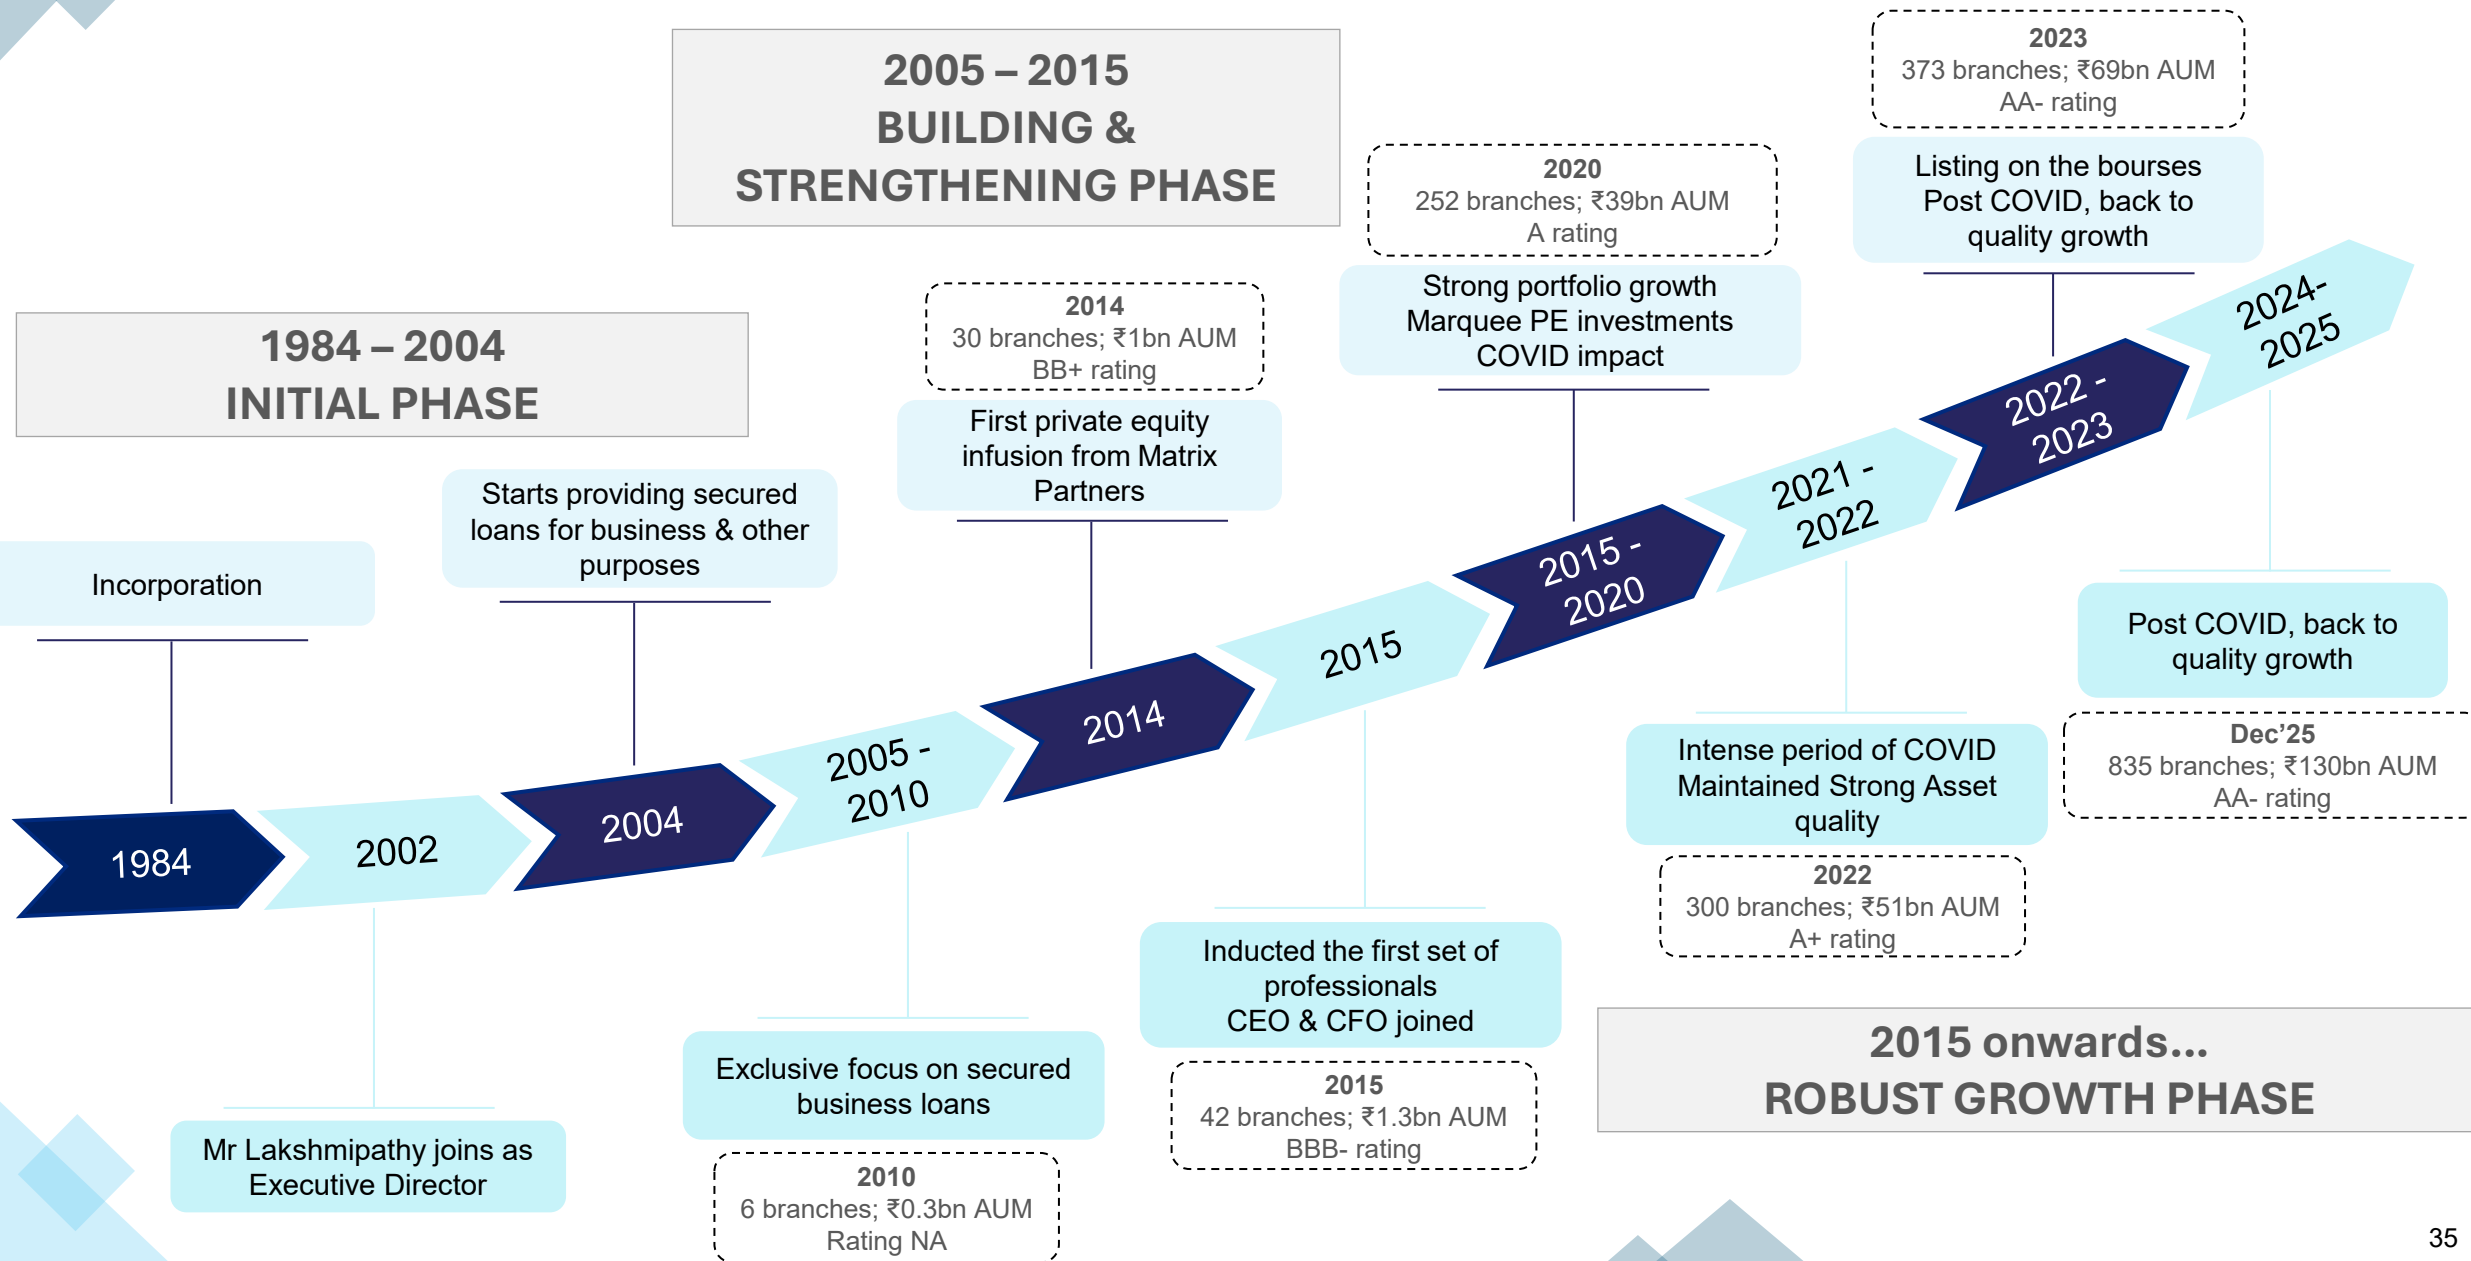 2005 – 2015
BUILDING &
STRENGTHENING PHASE
2023
373 branches; ₹69bn AUM
AA- rating
Listing on the bourses
Post COVID, back to
quality growth
2020
252 branches; ₹39bn AUM
A rating
Strong portfolio growth
Marquee PE investments
COVID impact
2014
30 branches; ₹1bn AUM
BB+ rating
First private equity
infusion from Matrix
Partners
1984 – 2004
INITIAL PHASE
Starts providing secured
loans for business & other
purposes
Incorporation
1984
2002
2004
2005 -
2010
2014
2015
2015 -
2020
2021 -
2022
2022 -
2023
2024-
2025
Mr Lakshmipathy joins as
Executive Director
Exclusive focus on secured
business loans
2010
6 branches; ₹0.3bn AUM
Rating NA
Inducted the first set of
professionals
CEO & CFO joined
2015
42 branches; ₹1.3bn AUM
BBB- rating
Intense period of COVID
Maintained Strong Asset
quality
2022
300 branches; ₹51bn AUM
A+ rating
Post COVID, back to
quality growth
Dec’25
835 branches; ₹130bn AUM
AA- rating
2015 onwards...
ROBUST GROWTH PHASE
35